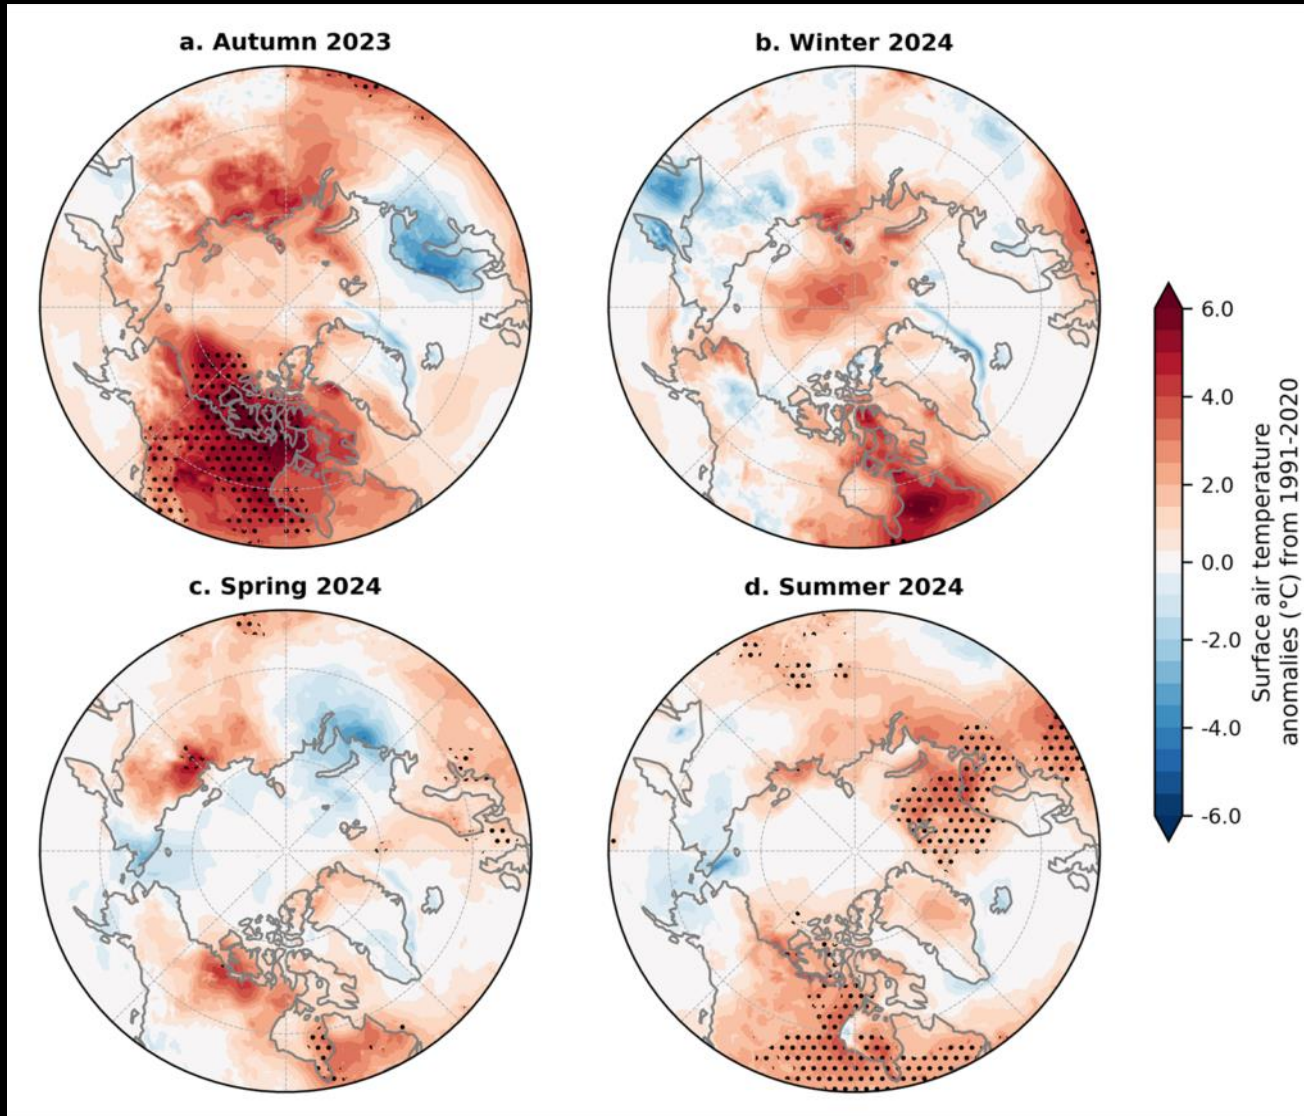 a. Autumn 2023
b. Winter 2024
c. Spring 2024
d. Summer 2024
6.0
4.0
2.0
0.0
-2.0
-4.0
-6.0
Surface air temperature
anomalies (°C) from 1991-2020